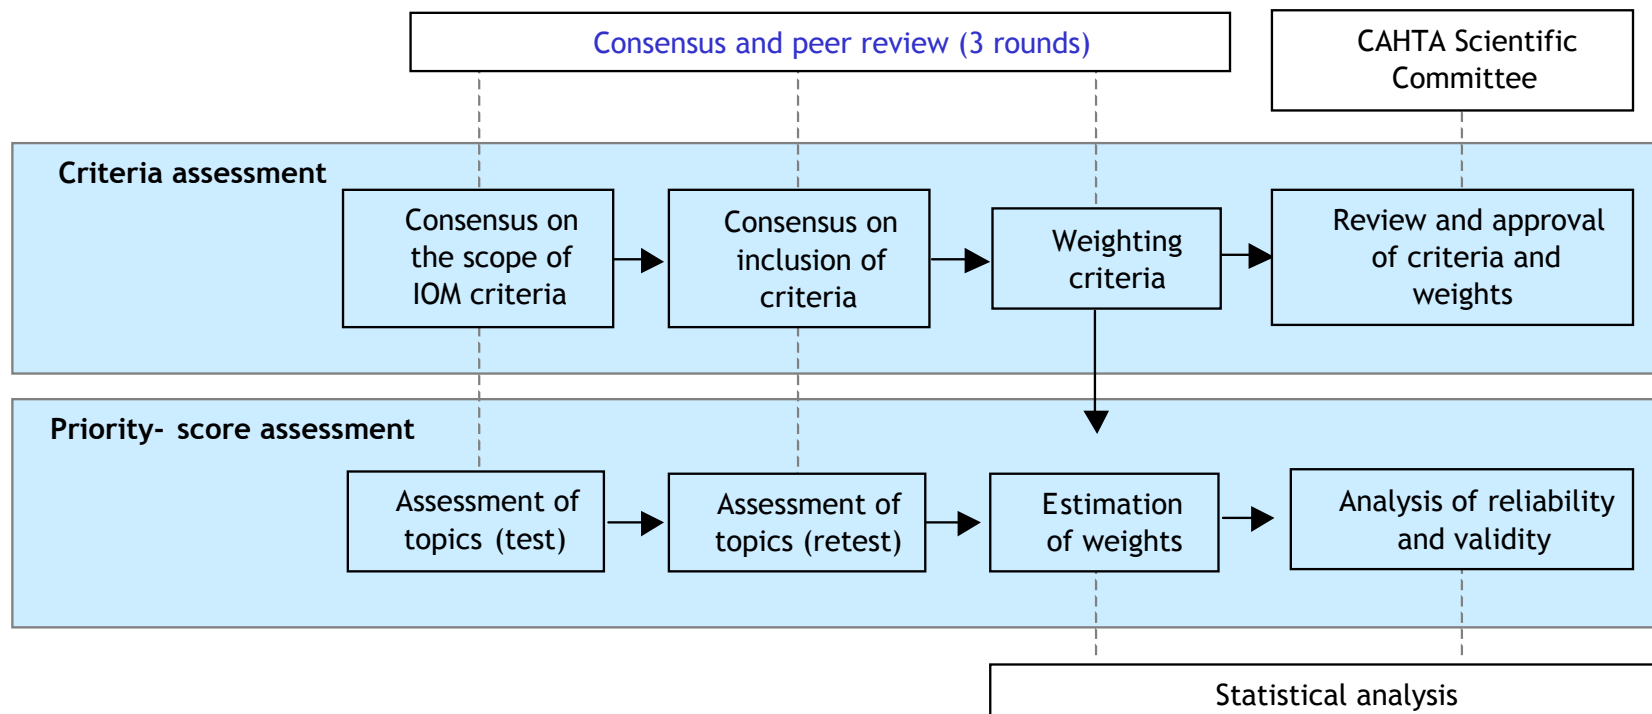 Consensus and peer review (3 rounds)
CAHTA Scientific
Committee
Criteria assessment
Consensus on
the scope of
IOM criteria
Consensus on
inclusion of
criteria
Weighting
criteria
Review and approval
of criteria and
weights
Priority- score assessment
Assessment of
topics (test)
Assessment of
topics (retest)
Estimation
of weights
Analysis of reliability
and validity
Statistical analysis